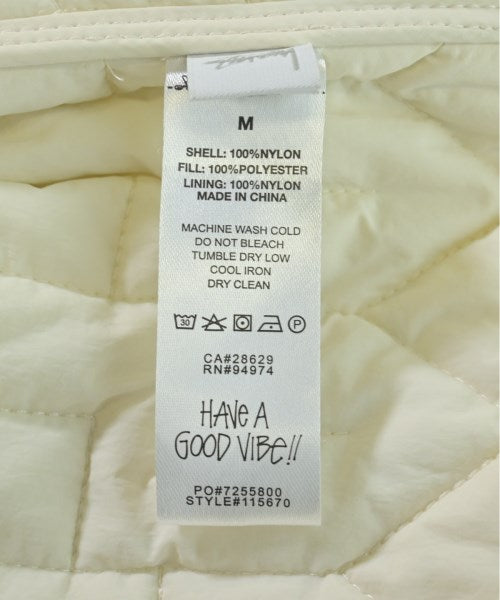 M
SHELL: 100%NYLON
FILL: 100%POLYESTER
LINING: 100%NYLON
MADE IN CHINA
MACHINE WASH COLD
DO NOT BLEACH
TUMBLE DRY LOW
COOL IRON
DRY CLEAN
30 P
CA#28629
RN#94974
HAVE A
GOOD VIBE!!
PO#7255800
STYLE#115670